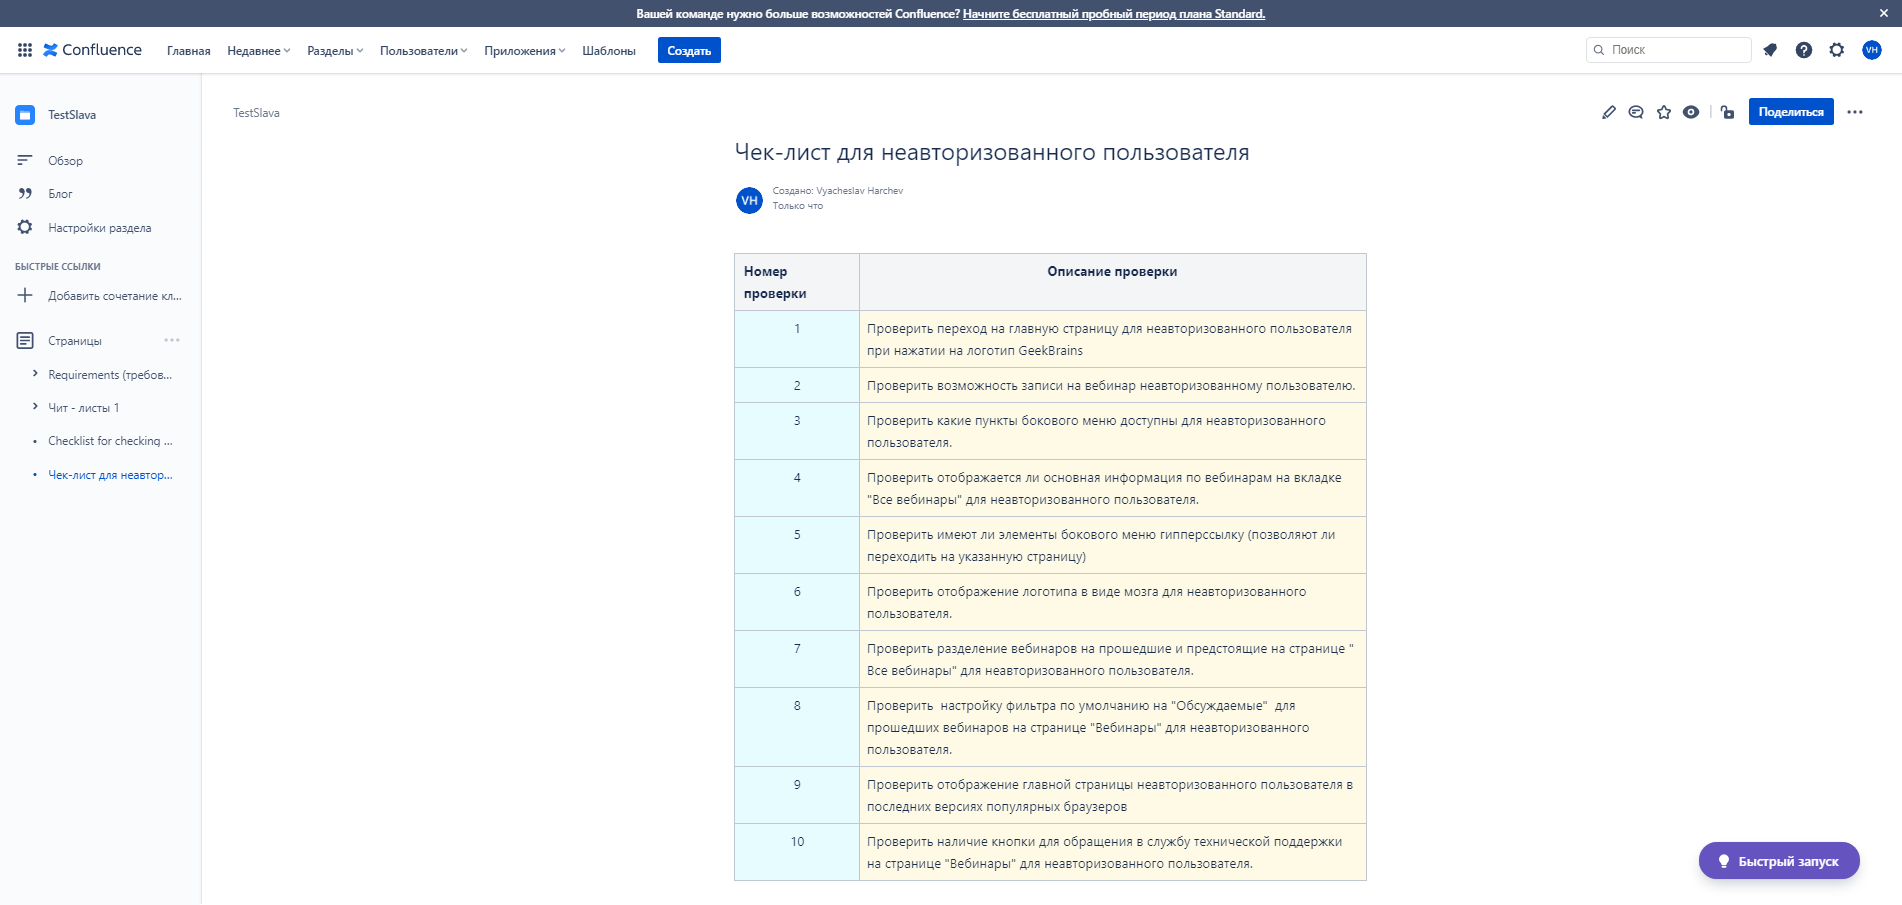 Вашей команде нужно больше возможностей Confluence? Начните бесплатный пробный период плана Standard.
Confluence Главная Недавнее Разделы Пользователи Приложения Шаблоны Создать Поиск VH
TestSlava
Обзор
Блог
Настройки раздела
БЫСТРЫЕ ССЫЛКИ
Добавить сочетание кл...
Страницы
Requirements (требов...
Чит - листы 1
Checklist for checking ...
Чек-лист для неавтор...
TestSlava
Поделиться
Чек-лист для неавторизованного пользователя
VH
Создано: Vyacheslav Harchev
Только что
Номер
проверки
Описание проверки
1
Проверить переход на главную страницу для неавторизованного пользователя
при нажатии на логотип GeekBrains
2
Проверить возможность записи на вебинар неавторизованному пользователю.
3
Проверить какие пункты бокового меню доступны для неавторизованного
пользователя.
4
Проверить отображается ли основная информация по вебинарам на вкладке
"Все вебинары" для неавторизованного пользователя.
5
Проверить имеют ли элементы бокового меню гипперссылку (позволяют ли
переходить на указанную страницу)
6
Проверить отображение логотипа в виде мозга для неавторизованного
пользователя.
7
Проверить разделение вебинаров на прошедшие и предстоящие на странице "
Все вебинары" для неавторизованного пользователя.
8
Проверить  настройку фильтра по умолчанию на "Обсуждаемые"  для
прошедших вебинаров на странице "Вебинары" для неавторизованного
пользователя.
9
Проверить отображение главной страницы неавторизованного пользователя в
последних версиях популярных браузеров
10
Проверить наличие кнопки для обращения в службу технической поддержки
на странице "Вебинары" для неавторизованного пользователя.
Быстрый запуск